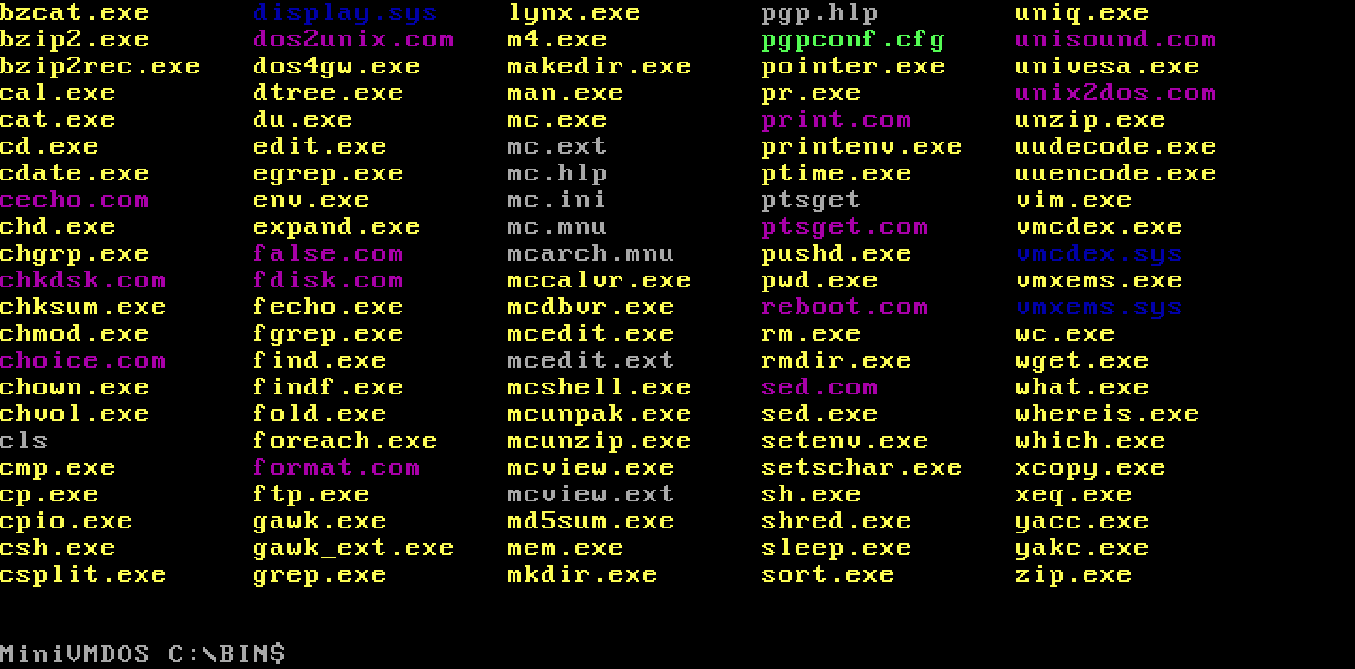 bzcat.exe display.sys lynx.exe pgp.hlp uniq.exe
bzip2.exe dos2unix.com m4.exe pgpconf.cfg unisound.com
bzip2rec.exe dos4gw.exe makedir.exe pointer.exe univesa.exe
cal.exe dtree.exe man.exe pr.exe unix2dos.com
cat.exe du.exe mc.exe print.com unzip.exe
cd.exe edit.exe mc.ext printenv.exe uudecode.exe
cdate.exe egrep.exe mc.hlp ptime.exe uuencode.exe
cecho.com env.exe mc.ini ptsget vim.exe
chd.exe expand.exe mc.mnu ptsget.com vmcdex.exe
chgrp.exe false.com mcarch.mnu pushd.exe vmcdex.sys
chkdsk.com fdisk.com mccalvr.exe pwd.exe vmxems.exe
chksum.exe fecho.exe mcdbvr.exe reboot.com vmxems.sys
chmod.exe fgrep.exe mcedit.exe rm.exe wc.exe
choice.com find.exe mcedit.ext rmdir.exe wget.exe
chown.exe findf.exe mcshell.exe sed.com what.exe
chvol.exe fold.exe mcunpak.exe sed.exe whereis.exe
cls foreach.exe mcunzip.exe setenv.exe which.exe
cmp.exe format.com mcview.exe setschar.exe xcopy.exe
cp.exe ftp.exe mcview.ext sh.exe xeq.exe
cpio.exe gawk.exe md5sum.exe shred.exe yacc.exe
csh.exe gawk_ext.exe mem.exe sleep.exe yakc.exe
csplit.exe grep.exe mkdir.exe sort.exe zip.exe
MiniVMDOS C:\BIN$